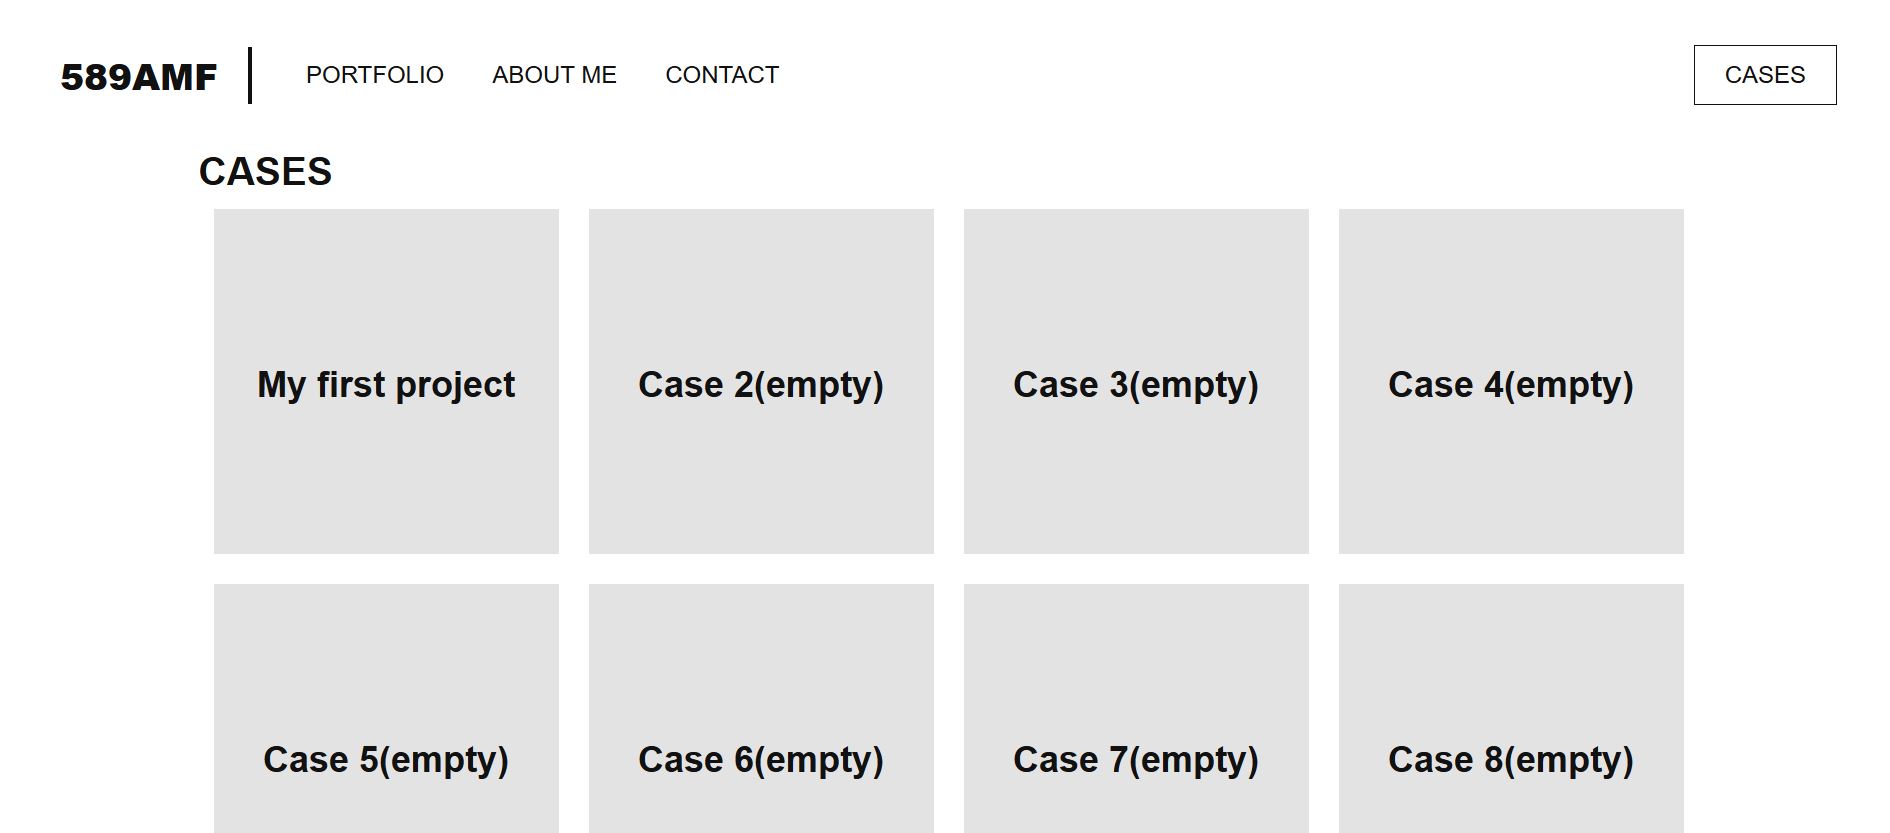 589AMF PORTFOLIO ABOUT ME CONTACT CASES
CASES
My first project Case 2(empty) Case 3(empty) Case 4(empty)
Case 5(empty) Case 6(empty) Case 7(empty) Case 8(empty)